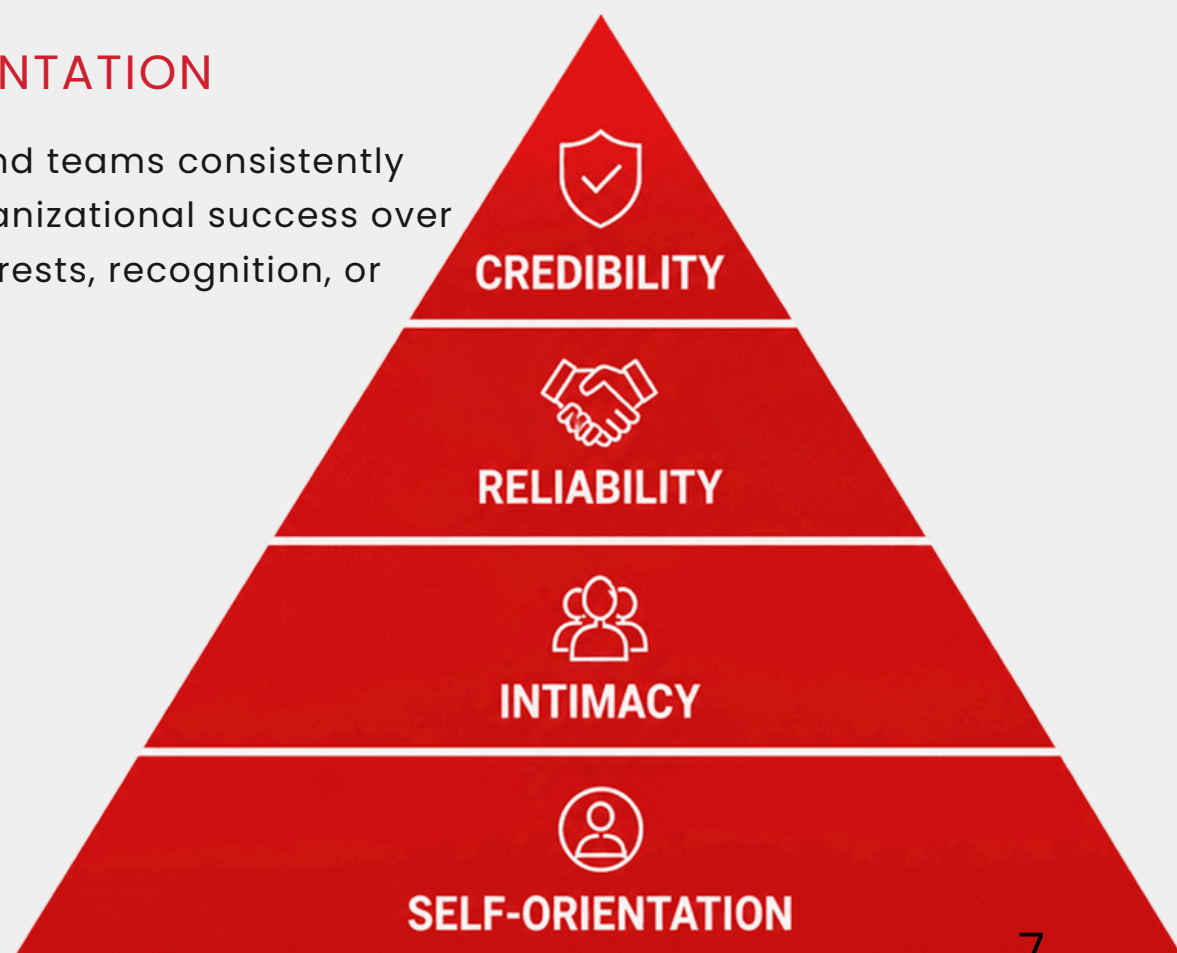 NTATION
nd teams consistently
anizational success over
rests, recognition, or
CREDIBILITY
RELIABILITY
INTIMACY
SELF-ORIENTATION
7